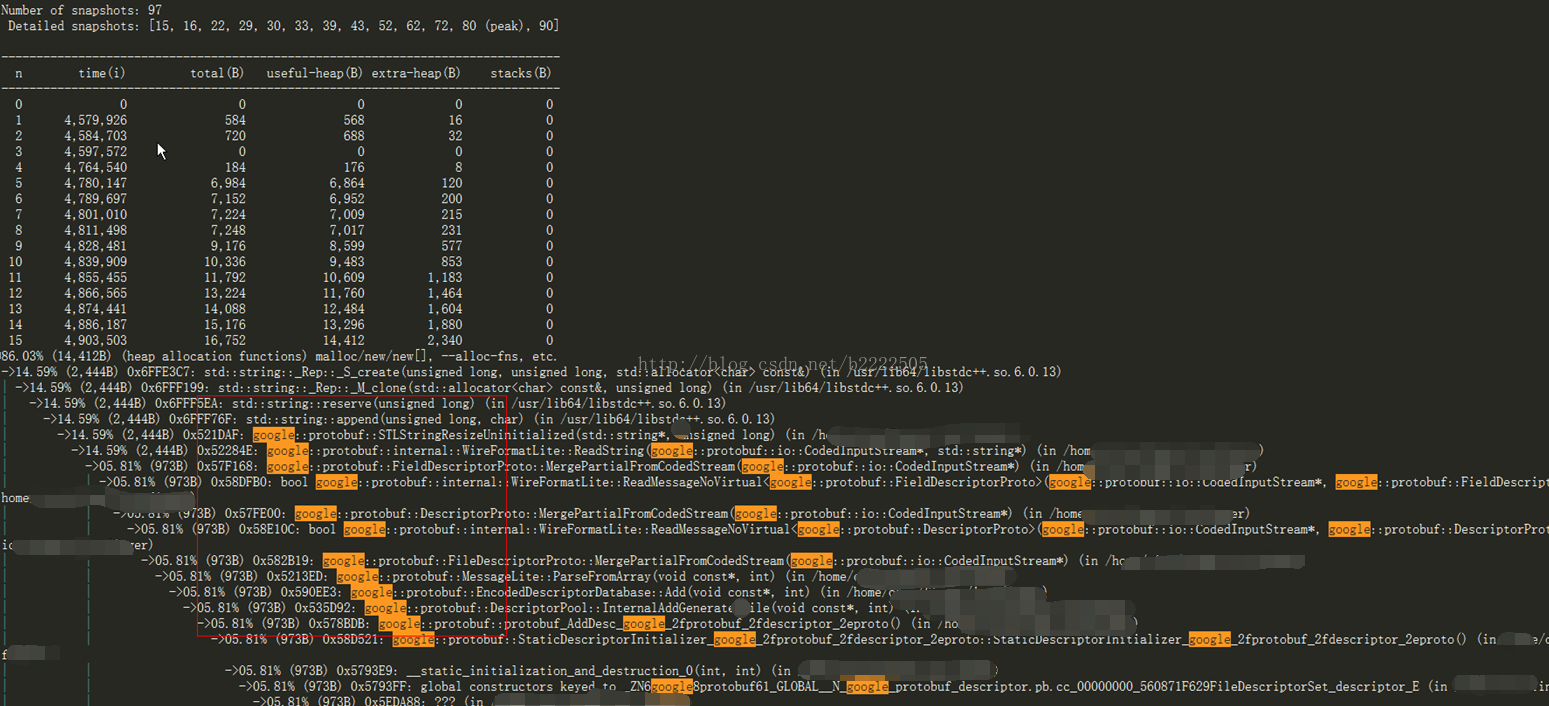 Number of snapshots: 97
Detailed snapshots: [15, 16, 22, 29, 30, 33, 39, 43, 52, 62, 72, 80 (peak), 90]
--------------------------------------------------------------------------------
n time(i) total(B) useful-heap(B) extra-heap(B) stacks(B)
--------------------------------------------------------------------------------
0 0 0 0 0 0
1 4,579,926 584 568 16 0
2 4,584,703 720 688 32 0
3 4,597,572 0 0 0 0
4 4,764,540 184 176 8 0
5 4,780,147 6,984 6,864 120 0
6 4,789,697 7,152 6,952 200 0
7 4,801,010 7,224 7,009 215 0
8 4,811,498 7,248 7,017 231 0
9 4,828,481 9,176 8,599 577 0
10 4,839,909 10,336 9,483 853 0
11 4,855,455 11,792 10,609 1,183 0
12 4,866,565 13,224 11,760 1,464 0
13 4,874,441 14,088 12,484 1,604 0
14 4,886,187 15,176 13,296 1,880 0
15 4,903,503 16,752 14,412 2,340 0
86.03% (14,412B) (heap allocation functions) malloc/new/new[], --alloc-fns, etc.
http://blog.csdn.net/b2222505
->14.59% (2,444B) 0x6FFE3C7: std::string::_Rep::_S_create(unsigned long, unsigned long, std::allocator<char> const&) (in /usr/lib64/libstdc++.so.6.0.13)
| ->14.59% (2,444B) 0x6FFF199: std::string::_Rep::_M_clone(std::allocator<char> const&, unsigned long) (in /usr/lib64/libstdc++.so.6.0.13)
| ->14.59% (2,444B) 0x6FFF5EA: std::string::reserve(unsigned long) (in /usr/lib64/libstdc++.so.6.0.13)
| ->14.59% (2,444B) 0x6FFF76F: std::string::append(unsigned long, char) (in /usr/lib64/libstdc++.so.6.0.13)
| ->14.59% (2,444B) 0x521DAF: google::protobuf::STLStringResizeUninitialized(std::string*, unsigned long) (in /h
| ->14.59% (2,444B) 0x52284E: google::protobuf::internal::WireFormatLite::ReadString(google::protobuf::io::CodedInputStream*, std::string*) (in /hom )
| | ->05.81% (973B) 0x57F168: google::protobuf::FieldDescriptorProto::MergePartialFromCodedStream(google::protobuf::io::CodedInputStream*) (in /home r)
| | ->05.81% (973B) 0x58DFB0: bool google::protobuf::internal::WireFormatLite::ReadMessageNoVirtual<google::protobuf::FieldDescriptorProto>(google::protobuf::io::CodedInputStream*, google::protobuf::FieldDescript
home
| | ->05.81% (973B) 0x57FE00: google::protobuf::DescriptorProto::MergePartialFromCodedStream(google::protobuf::io::CodedInputStream*) (in /home r)
| | ->05.81% (973B) 0x58E10C: bool google::protobuf::internal::WireFormatLite::ReadMessageNoVirtual<google::protobuf::DescriptorProto>(google::protobuf::io::CodedInputStream*, google::protobuf::DescriptorProt
er)
| | ->05.81% (973B) 0x582B19: google::protobuf::FileDescriptorProto::MergePartialFromCodedStream(google::protobuf::io::CodedInputStream*) (in /h
| | ->05.81% (973B) 0x5213ED: google::protobuf::MessageLite::ParseFromArray(void const*, int) (in /home/
| | ->05.81% (973B) 0x590EE3: google::protobuf::EncodedDescriptorDatabase::Add(void const*, int) (in /home/ )
| | ->05.81% (973B) 0x535D92: google::protobuf::DescriptorPool::InternalAddGenerate ile(void const*, int) (i
| | ->05.81% (973B) 0x578BDB: google::protobuf::protobuf_AddDesc_google_2fprotobuf_2fdescriptor_2eproto() (in /ho )
| | ->05.81% (973B) 0x58D521: google::protobuf::StaticDescriptorInitializer_google_2fprotobuf_2fdescriptor_2eproto::StaticDescriptorInitializer_google_2fprotobuf_2fdescriptor_2eproto() (in
f
| | ->05.81% (973B) 0x5793E9: __static_initialization_and_destruction_0(int, int) (in )
| | ->05.81% (973B) 0x5793FF: global constructors keyed to _ZN6google8protobuf61_GLOBAL__N_google_protobuf_descriptor.pb.cc_00000000_560871F629FileDescriptorSet_descriptor_E (in
| | ->05.81% (973B) 0x5EDA88: ??? (in